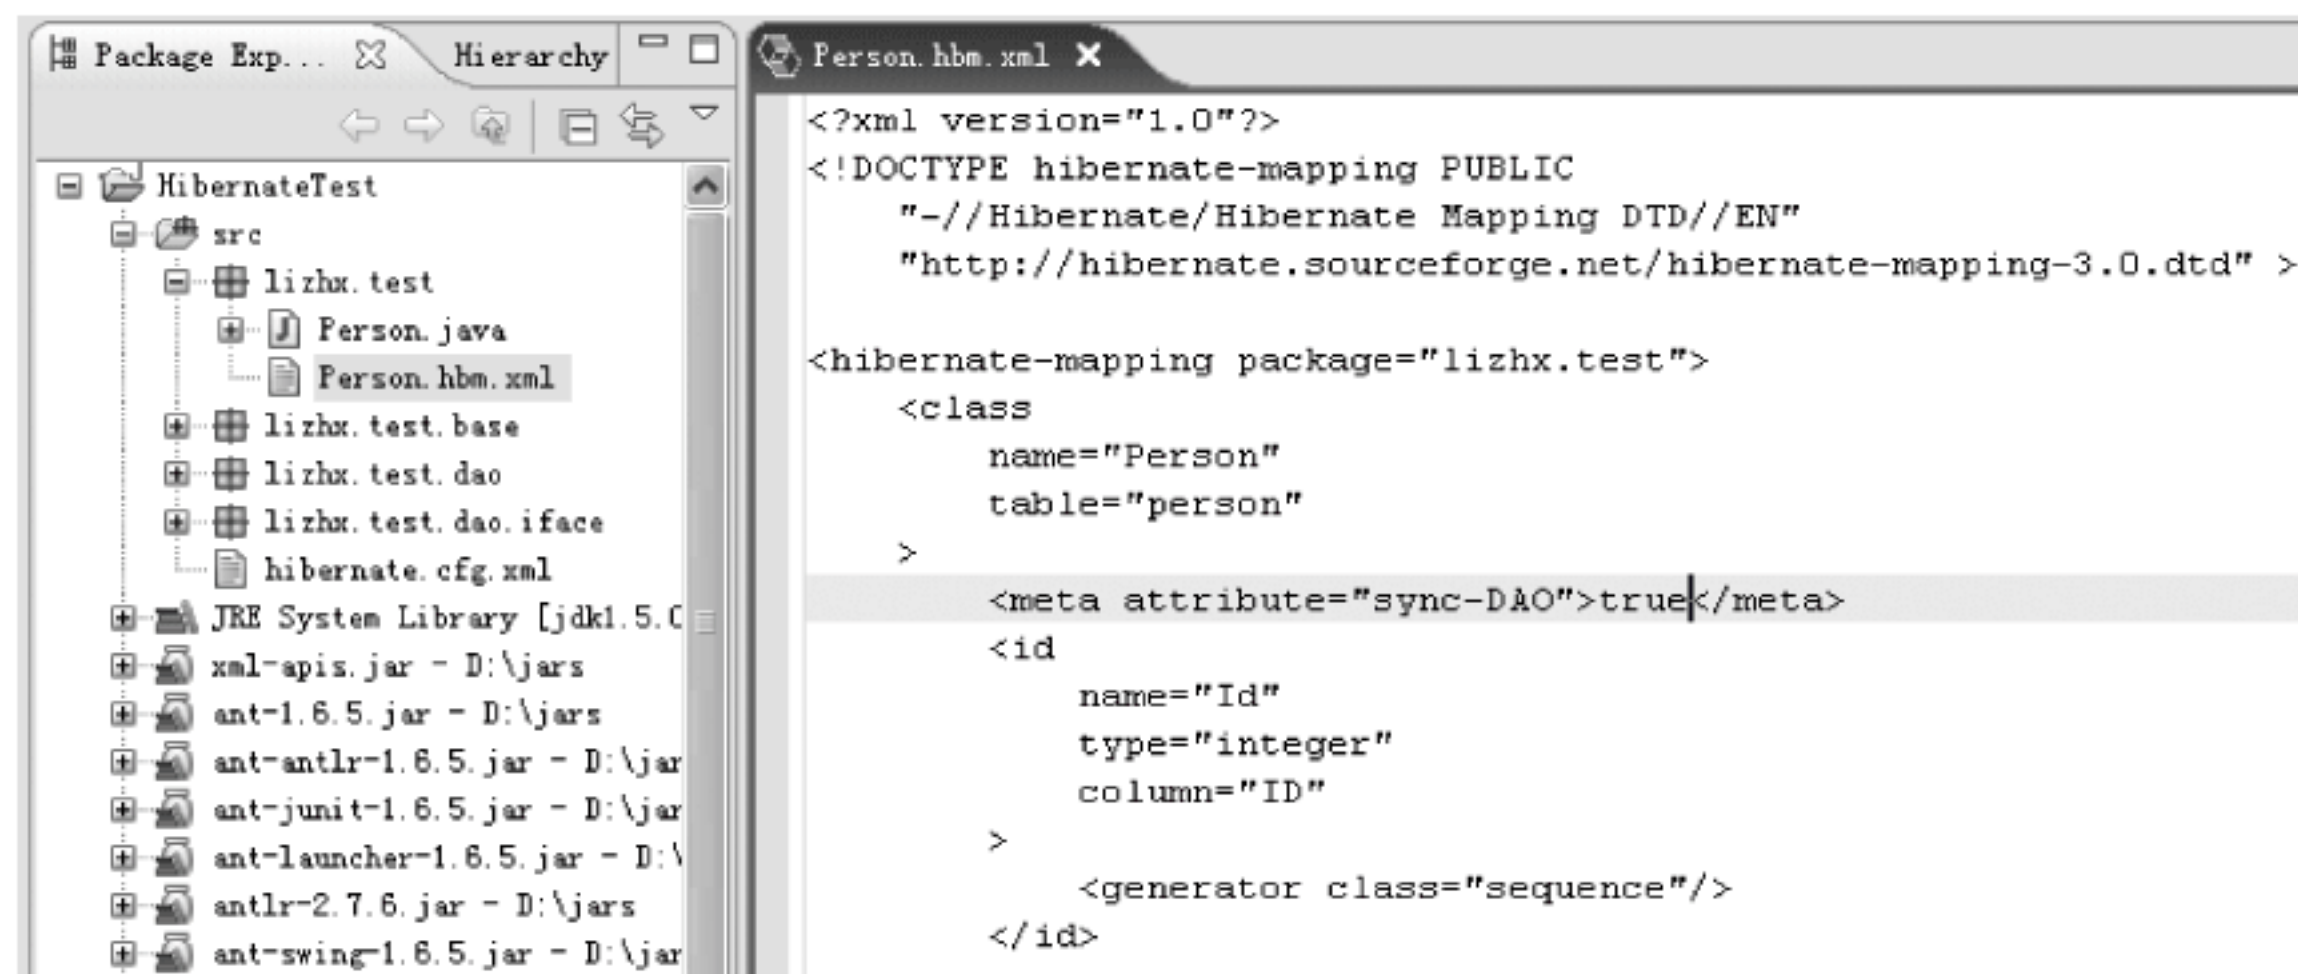 Package Exp...
Hierarchy
HibernateTest
src
lizhx.test
Person.java
Person.hbm.xml
lizhx.test.base
lizhx.test.dao
lizhx.test.dao.iface
hibernate.cfg.xml
JRE System Library [jdk1.5.0
xml-apis.jar - D:\jars
ant-1.6.5.jar - D:\jars
ant-antlr-1.6.5.jar - D:\jar
ant-junit-1.6.5.jar - D:\jar
ant-launcher-1.6.5.jar - D:\
antlr-2.7.6.jar - D:\jars
ant-swing-1.6.5.jar - D:\jar
Person.hbm.xml
<?xml version="1.0"?>
<!DOCTYPE hibernate-mapping PUBLIC
"-//Hibernate/Hibernate Mapping DTD//EN"
"http://hibernate.sourceforge.net/hibernate-mapping-3.0.dtd" >
<hibernate-mapping package="lizhx.test">
<class
name="Person"
table="person"
>
<meta attribute="sync-DAO">true</meta>
<id
name="Id"
type="integer"
column="ID"
>
<generator class="sequence"/>
</id>